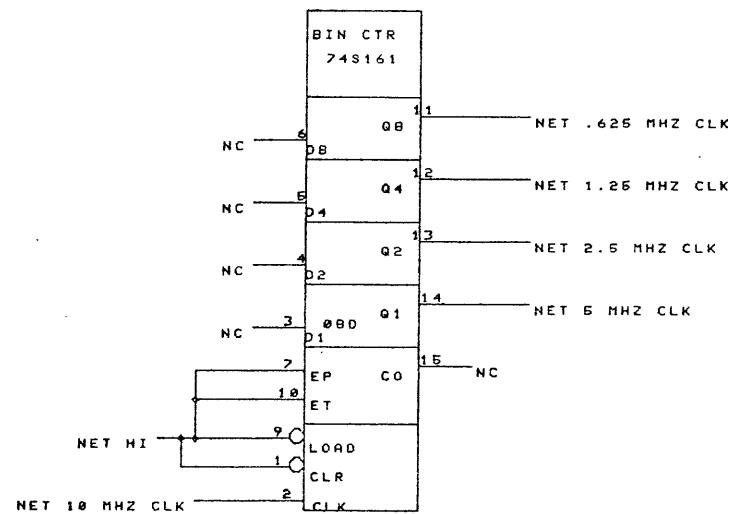 BIN CTR
74S161
Q8
11
NET .625 MHZ CLK
NC
6
D8
Q4
12
NET 1.25 MHZ CLK
NC
5
D4
Q2
13
NET 2.5 MHZ CLK
NC
4
D2
Q1
14
NET 5 MHZ CLK
NC
3
0BD
D1
7
EP
CO
15
NC
10
ET
NET HI
9
LOAD
1
CLR
NET 10 MHZ CLK
2
CLK